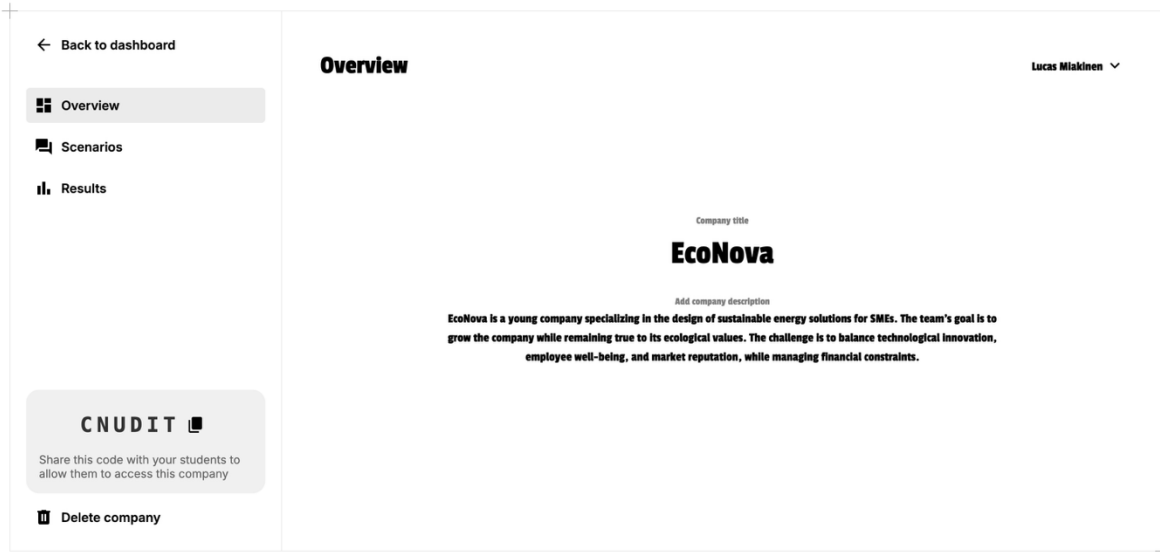 Back to dashboard
Overview
Scenarios
Results
CNUDIT
Share this code with your students to
allow them to access this company
Delete company
Overview
Lucas Miakinen
Company title
EcoNova
Add company description
EcoNova is a young company specializing in the design of sustainable energy solutions for SMEs. The team's goal is to
grow the company while remaining true to its ecological values. The challenge is to balance technological innovation,
employee well-being, and market reputation, while managing financial constraints.